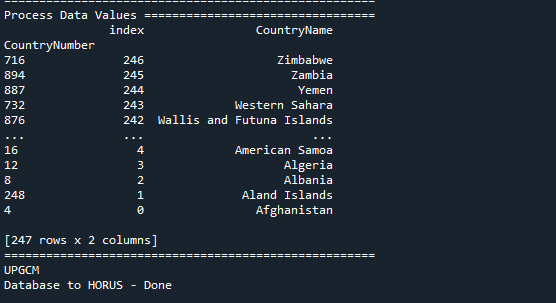 ======================================================
Process Data Values ==================================
index CountryName
CountryNumber
716 246 Zimbabwe
894 245 Zambia
887 244 Yemen
732 243 Western Sahara
876 242 Wallis and Futuna Islands
... ... ...
16 4 American Samoa
12 3 Algeria
8 2 Albania
248 1 Aland Islands
4 0 Afghanistan
[247 rows x 2 columns]
======================================================
UPGCM
Database to HORUS - Done